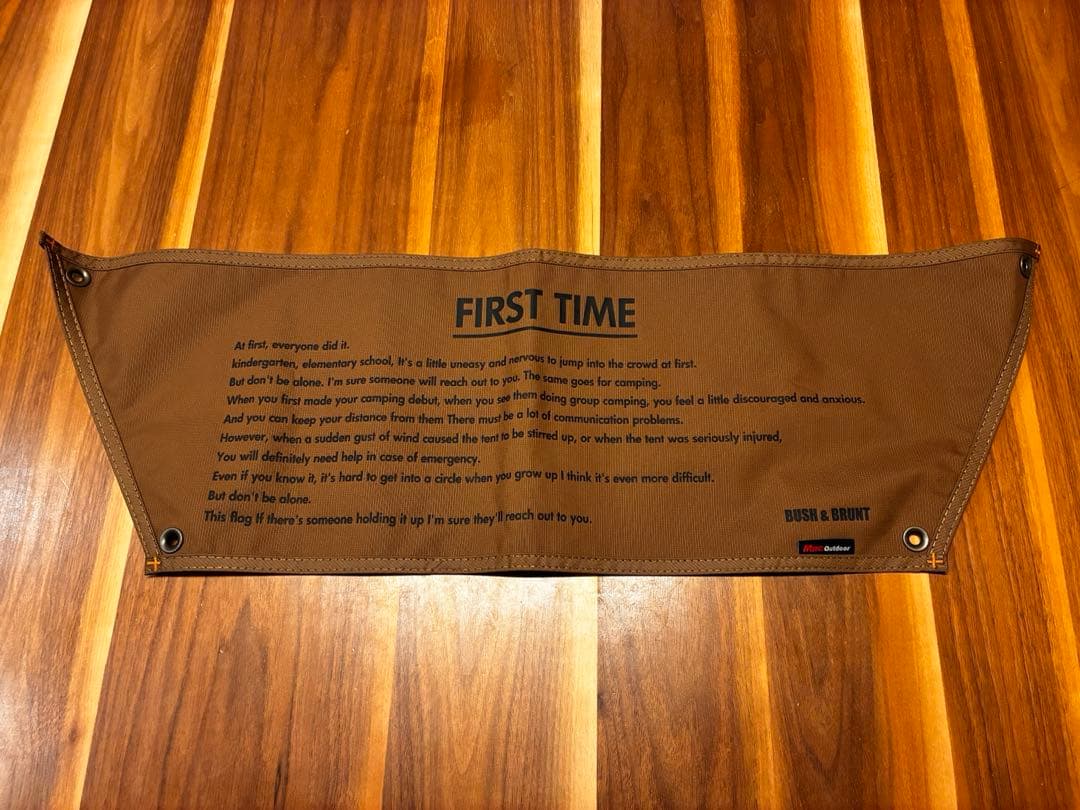 FIRST TIME
At first, everyone did it.
kindergarten, elementary school, It's a little uneasy and nervous to jump into the crowd at first.
But don't be alone. I'm sure someone will reach out to you. The same goes for camping.
When you first made your camping debut, when you see them doing group camping, you feel a little discouraged and anxious.
And you can keep your distance from them There must be a lot of communication problems.
However, when a sudden gust of wind caused the tent to be stirred up, or when the tent was seriously injured,
You will definitely need help in case of emergency.
Even if you know it, it's hard to get into a circle when you grow up I think it's even more difficult.
But don't be alone.
This flag If there's someone holding it up I'm sure they'll reach out to you.
BUSH & BRUNT
Mac Outdoor